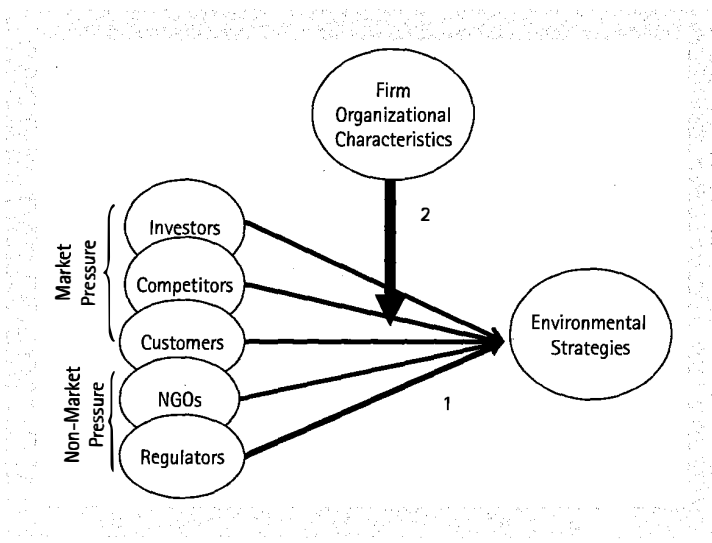 Firm
Organizational
Characteristics
2
Market
Pressure
Investors
Competitors
Customers
Non-Market
Pressure
NGOs
Regulators
1
Environmental
Strategies